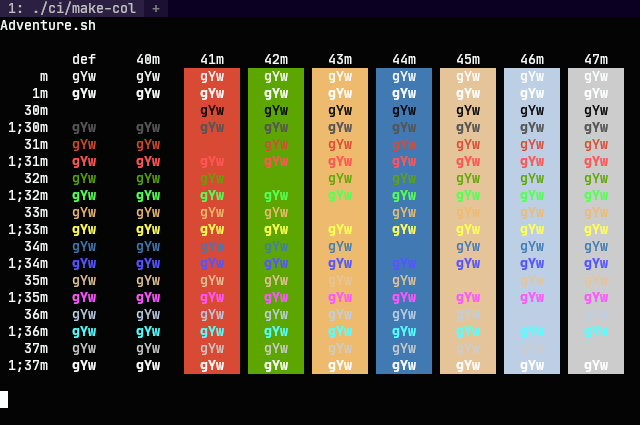 1: ./ci/make-col +
Adventure.sh
def 40m 41m 42m 43m 44m 45m 46m 47m
m gYw gYw gYw gYw gYw gYw gYw gYw gYw
1m gYw gYw gYw gYw gYw gYw gYw gYw gYw
30m gYw gYw gYw gYw gYw gYw gYw
1;30m gYw gYw gYw gYw gYw gYw gYw gYw gYw
31m gYw gYw gYw gYw gYw gYw gYw gYw
1;31m gYw gYw gYw gYw gYw gYw gYw gYw gYw
32m gYw gYw gYw gYw gYw gYw gYw gYw
1;32m gYw gYw gYw gYw gYw gYw gYw gYw gYw
33m gYw gYw gYw gYw gYw gYw gYw gYw
1;33m gYw gYw gYw gYw gYw gYw gYw gYw gYw
34m gYw gYw gYw gYw gYw gYw gYw gYw
1;34m gYw gYw gYw gYw gYw gYw gYw gYw gYw
35m gYw gYw gYw gYw gYw gYw gYw
1;35m gYw gYw gYw gYw gYw gYw gYw gYw gYw
36m gYw gYw gYw gYw gYw gYw gYw gYw
1;36m gYw gYw gYw gYw gYw gYw gYw gYw gYw
37m gYw gYw gYw gYw gYw gYw gYw gYw
1;37m gYw gYw gYw gYw gYw gYw gYw gYw gYw